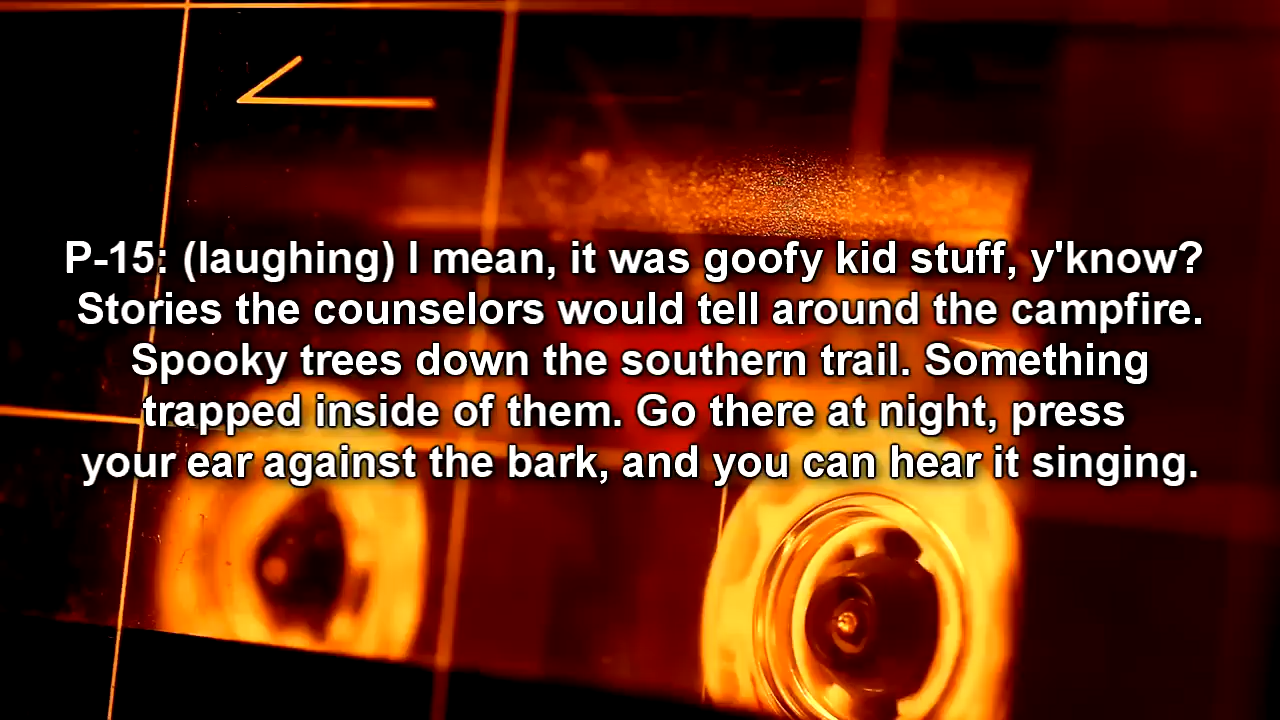 P-15: (laughing) I mean, it was goofy kid stuff, y'know?
Stories the counselors would tell around the campfire.
Spooky trees down the southern trail. Something
trapped inside of them. Go there at night, press
your ear against the bark, and you can hear it singing.